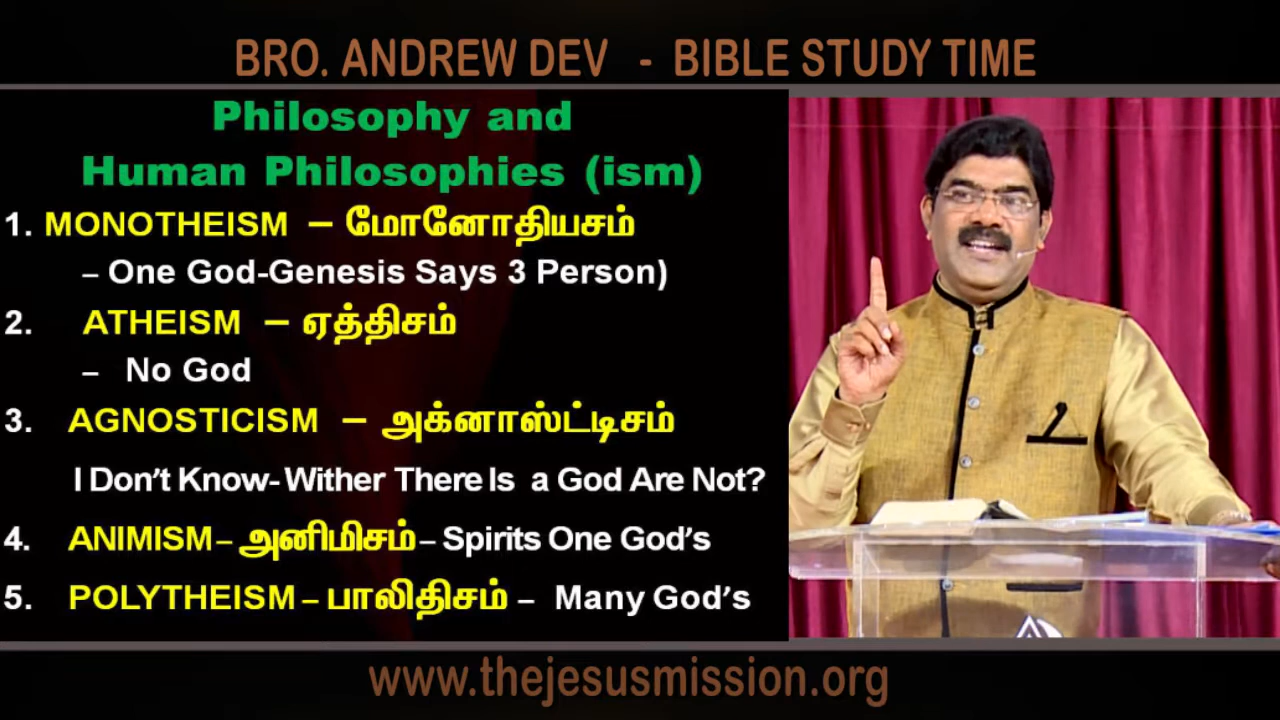 BRO. ANDREW DEV - BIBLE STUDY TIME
Philosophy and
Human Philosophies (ism)
1. MONOTHEISM – மோனோதியசம்
– One God-Genesis Says 3 Person)
2. ATHEISM – ஏத்திசம்
– No God
3. AGNOSTICISM – அக்னாஸ்ட்டிசம்
I Don’t Know- Wither There Is a God Are Not?
4. ANIMISM – அனிமிசம் – Spirits One God’s
5. POLYTHEISM – பாலிதிசம் – Many God’s
www.thejesusmission.org